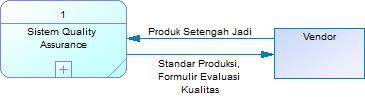 1
Sistem Quality
Assurance
Produk Setengah Jadi
Vendor
Standar Produksi,
Formulir Evaluasi
Kualitas